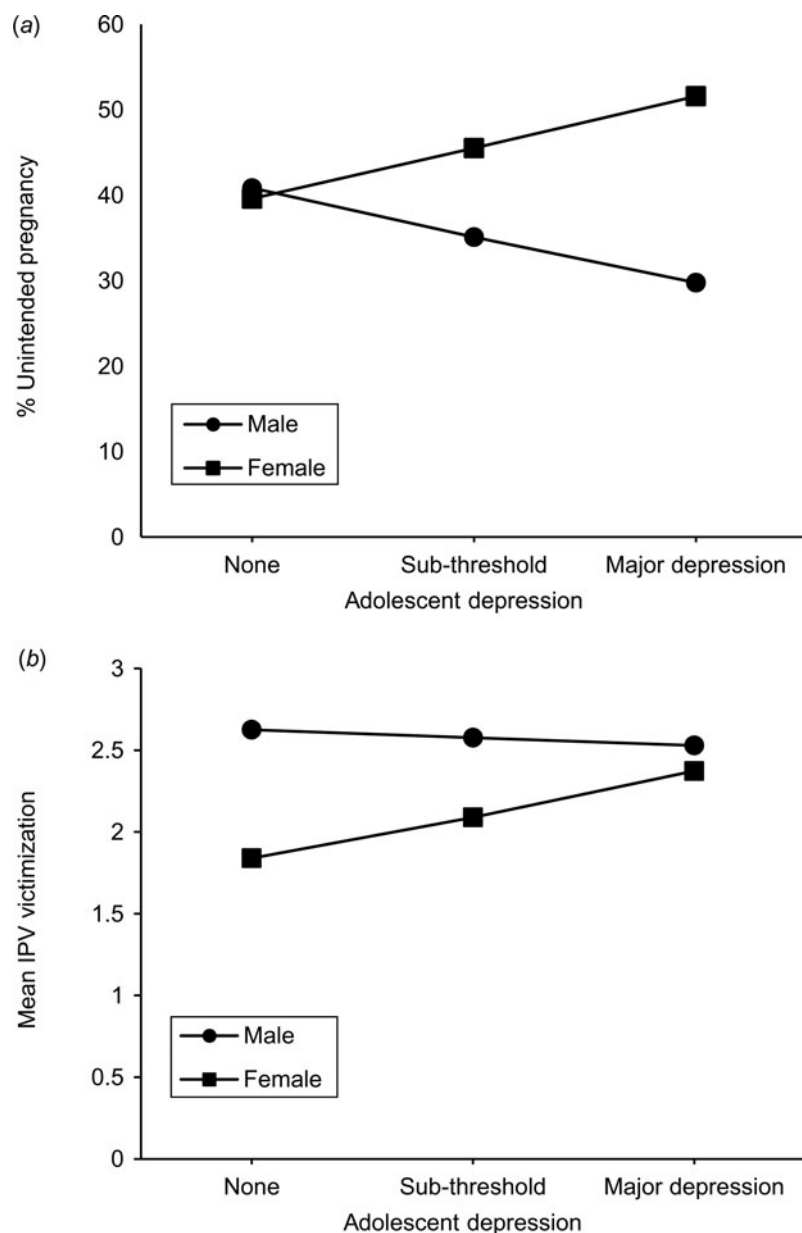 (a)
60
50
40
30
20
10
0
% Unintended pregnancy
Male
Female
None Sub-threshold Major depression
Adolescent depression
(b)
3
2.5
2
1.5
1
0.5
0
Mean IPV victimization
Male
Female
None Sub-threshold Major depression
Adolescent depression